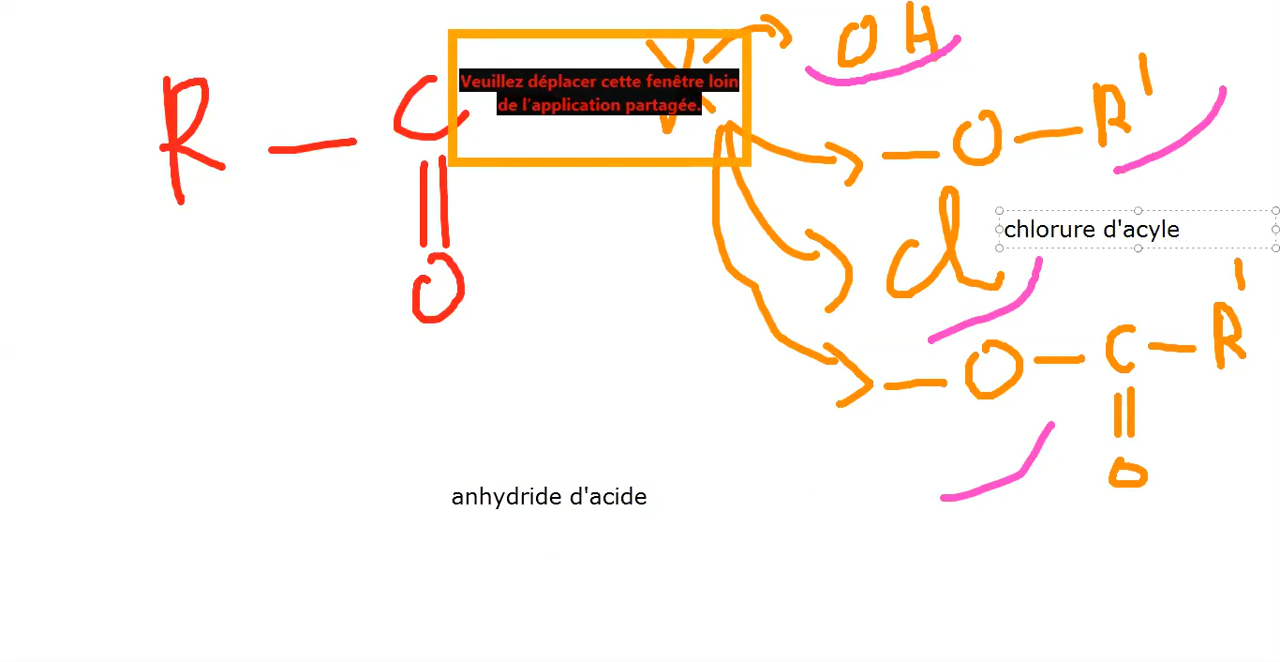 OH
R - C
Veuillez déplacer cette fenêtre loin
de l'application partagée.
- O - R'
O
Cl
chlorure d'acyle
- O - C - R'
O
anhydride d'acide